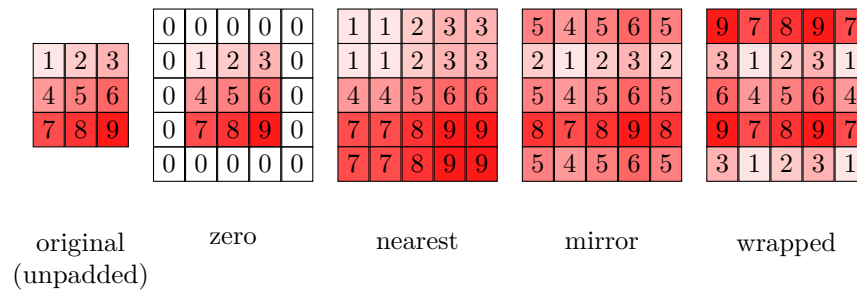 0 0 0 0 0 1 1 2 3 3 5 4 5 6 5 9 7 8 9 7
1 2 3 0 1 2 3 0 1 1 2 3 3 2 1 2 3 2 3 1 2 3 1
4 5 6 0 4 5 6 0 4 4 5 6 6 5 4 5 6 5 6 4 5 6 4
7 8 9 0 7 8 9 0 7 7 8 9 9 8 7 8 9 8 9 7 8 9 7
0 0 0 0 0 7 7 8 9 9 5 4 5 6 5 3 1 2 3 1
original zero nearest mirror wrapped
(unpadded)